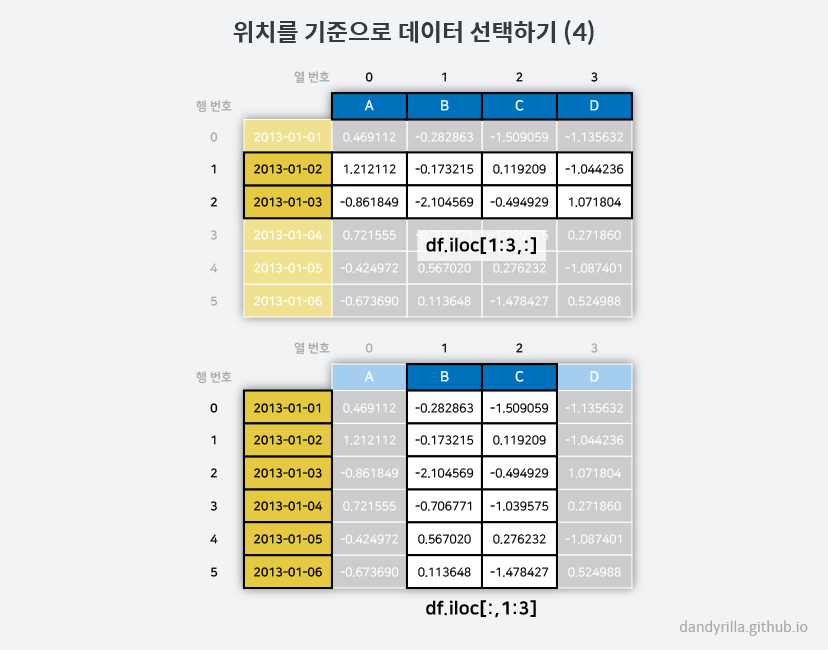 위치를 기준으로 데이터 선택하기 (4)
열 번호 0 1 2 3
행 번호 A B C D
0 2013-01-01 0.469112 -0.282863 -1.509059 -1.135632
1 2013-01-02 1.212112 -0.173215 0.119209 -1.044236
2 2013-01-03 -0.861849 -2.104569 -0.494929 1.071804
3 2013-01-04 0.721555 0.271860
df.iloc[1:3,:]
4 2013-01-05 -0.424972 0.567020 0.276232 -1.087401
5 2013-01-06 -0.673690 0.113648 -1.478427 0.524988
열 번호 0 1 2 3
행 번호 A B C D
0 2013-01-01 0.469112 -0.282863 -1.509059 -1.135632
1 2013-01-02 1.212112 -0.173215 0.119209 -1.044236
2 2013-01-03 -0.861849 -2.104569 -0.494929 1.071804
3 2013-01-04 0.721555 -0.706771 -1.039575 0.271860
4 2013-01-05 -0.424972 0.567020 0.276232 -1.087401
5 2013-01-06 -0.673690 0.113648 -1.478427 0.524988
df.iloc[:,1:3]
dandyrilla.github.io